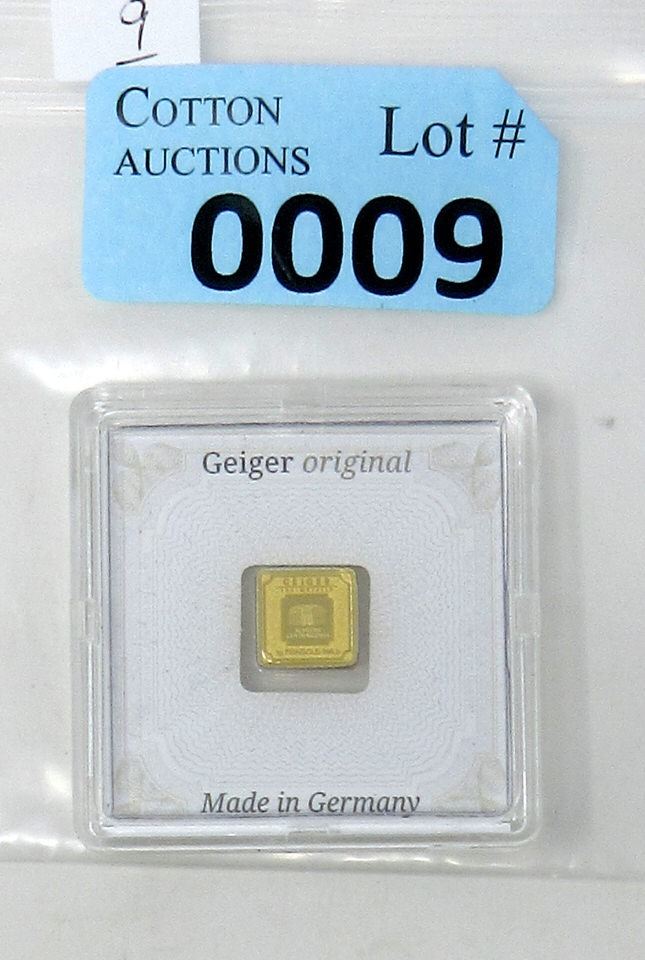 9
COTTON
AUCTIONS
Lot #
0009
Geiger original
GEIGER
Made in Germany